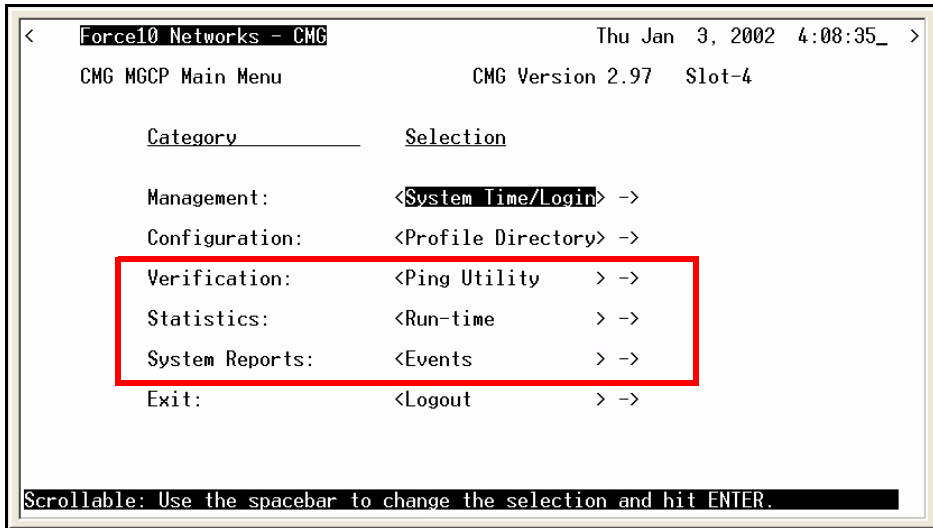 < Force10 Networks - CMG Thu Jan 3, 2002 4:08:35_ >
CMG MGCP Main Menu CMG Version 2.97 Slot-4
Category Selection
Management: <System Time/Login> ->
Configuration: <Profile Directory> ->
Verification: <Ping Utility > ->
Statistics: <Run-time > ->
System Reports: <Events > ->
Exit: <Logout > ->
Scrollable: Use the spacebar to change the selection and hit ENTER.